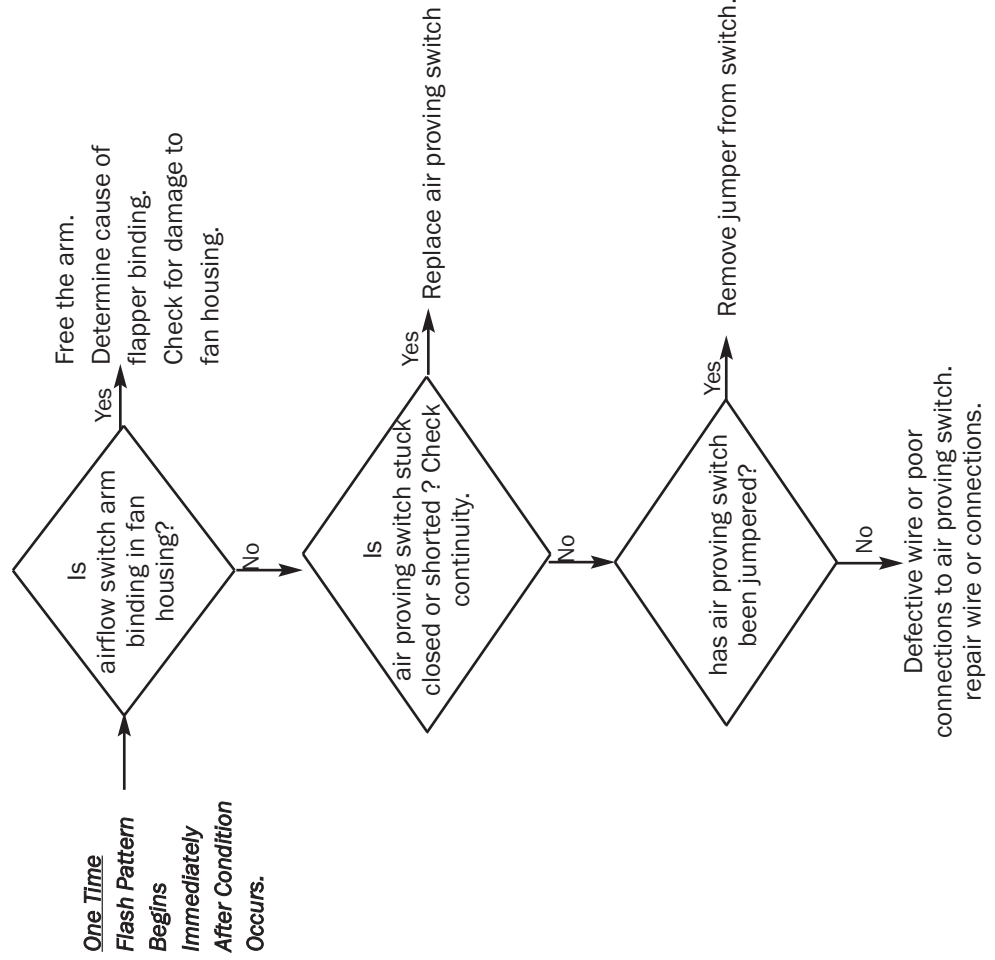 One Time
Flash Pattern
Begins
Immediately
After Condition
Occurs.
Is
airflow switch arm
binding in fan
housing?
Yes
Free the arm.
Determine cause of
flapper binding.
Check for damage to
fan housing.
No
Is
air proving switch stuck
closed or shorted ? Check
continuity.
Yes
Replace air proving switch
No
has air proving switch
been jumpered?
Yes
Remove jumper from switch.
No
Defective wire or poor
connections to air proving switch.
repair wire or connections.